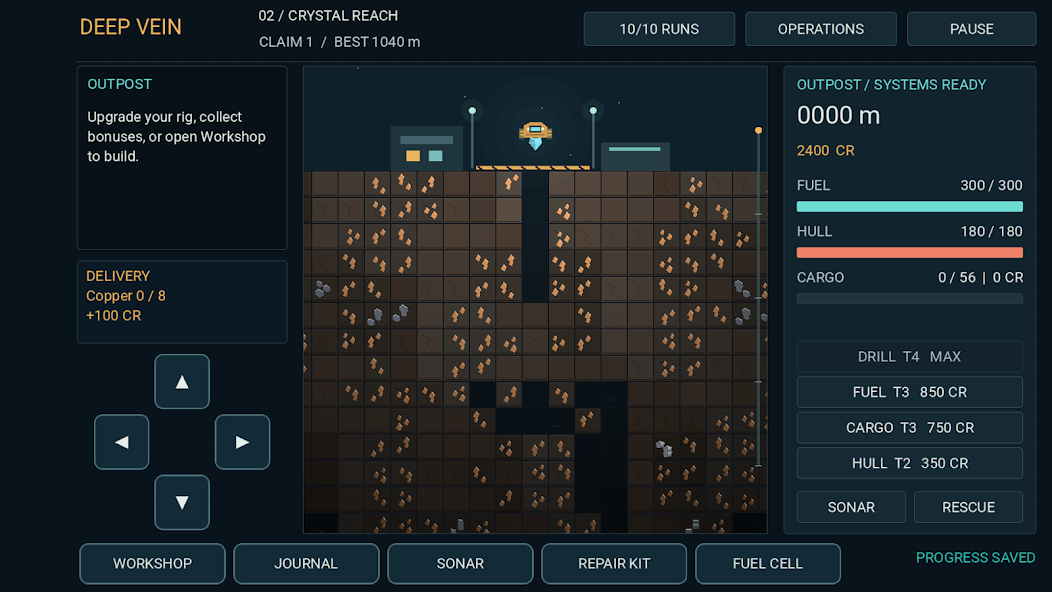 DEEP VEIN
02 / CRYSTAL REACH
CLAIM 1 / BEST 1040 m
10/10 RUNS
OPERATIONS
PAUSE
OUTPOST
Upgrade your rig, collect
bonuses, or open Workshop
to build.
DELIVERY
Copper 0 / 8
+100 CR
OUTPOST / SYSTEMS READY
0000 m
2400 CR
FUEL 300 / 300
HULL 180 / 180
CARGO 0 / 56 | 0 CR
DRILL T4 MAX
FUEL T3 850 CR
CARGO T3 750 CR
HULL T2 350 CR
SONAR
RESCUE
WORKSHOP
JOURNAL
SONAR
REPAIR KIT
FUEL CELL
PROGRESS SAVED